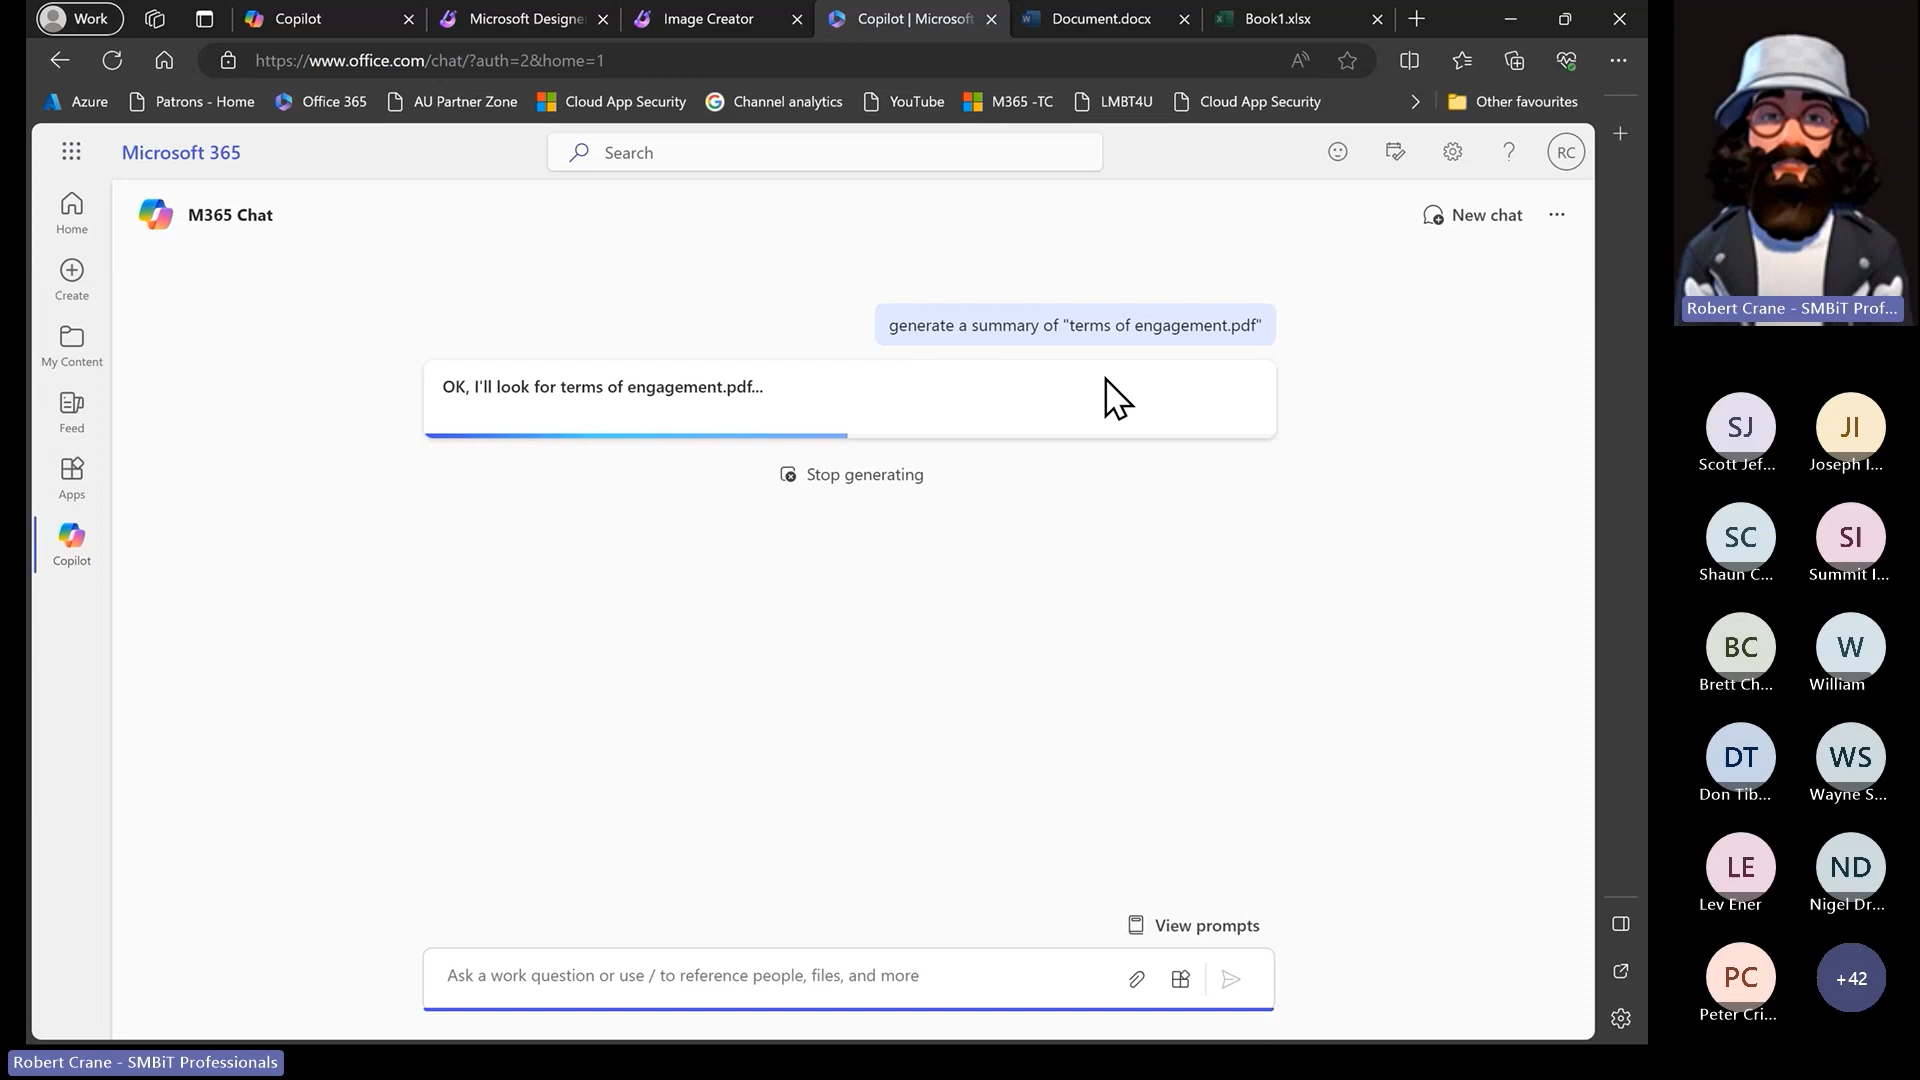 Work
Copilot
Microsoft Designe
Image Creator
Copilot | Microsoft
Document.docx
Book1.xlsx
https://www.office.com/chat/?auth=2&home=1
Azure
Patrons - Home
Office 365
AU Partner Zone
Cloud App Security
Channel analytics
YouTube
M365 -TC
LMBT4U
Cloud App Security
Other favourites
Microsoft 365
Search
RC
Home
Create
My Content
Feed
Apps
Copilot
M365 Chat
New chat
generate a summary of "terms of engagement.pdf"
OK, I'll look for terms of engagement.pdf...
Stop generating
View prompts
Ask a work question or use / to reference people, files, and more
Robert Crane - SMBiT Prof...
SJ
Scott Jef...
JI
Joseph I...
SC
Shaun C...
SI
Summit I...
BC
Brett Ch...
W
William
DT
Don Tib...
WS
Wayne S...
LE
Lev Ener
ND
Nigel Dr...
PC
Peter Cri...
+42
Robert Crane - SMBiT Professionals